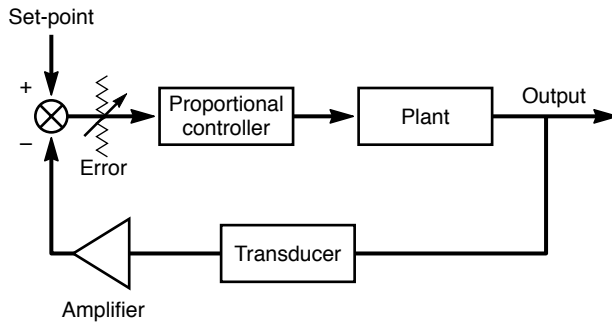 Set-point
+
−
Error
Proportional
controller
Plant
Output
Transducer
Amplifier